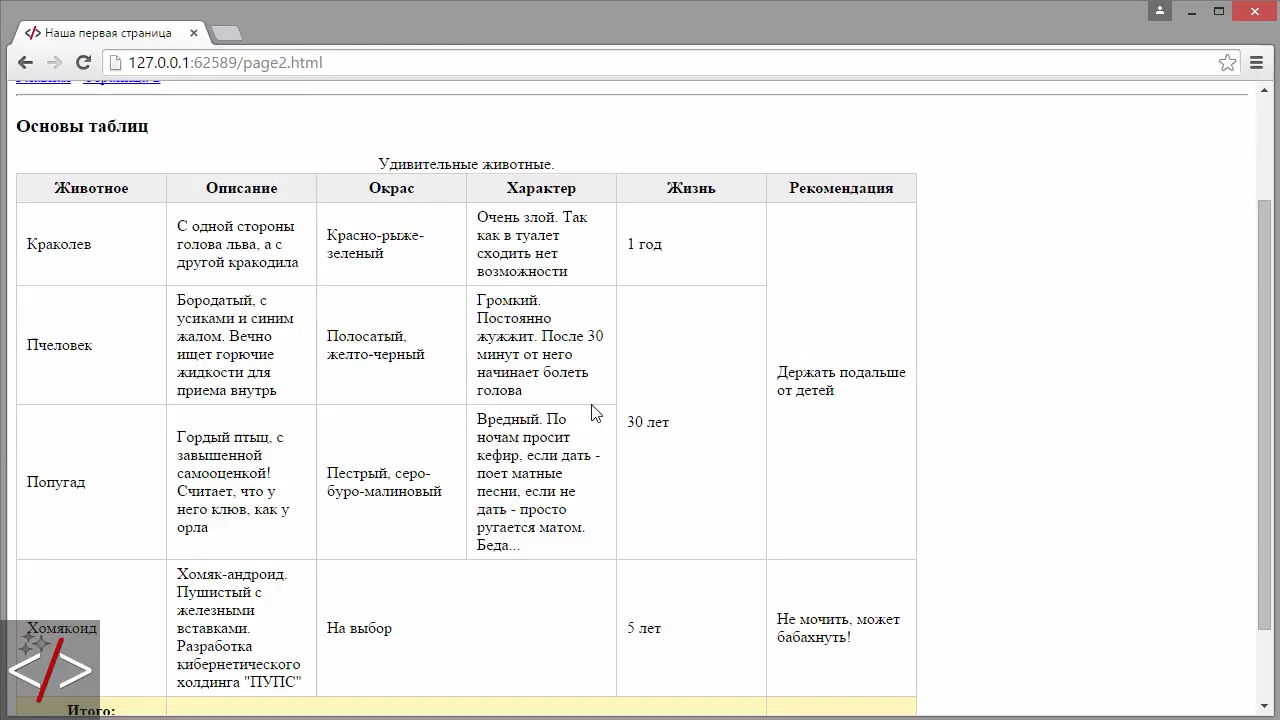 Наша первая страница
127.0.0.1:62589/page2.html
Основы таблиц
Удивительные животные.
Животное
Описание
Окрас
Характер
Жизнь
Рекомендация
Краколев
С одной стороны
голова льва, а с
другой кракодила
Красно-рыже-
зеленый
Очень злой. Так
как в туалет
сходить нет
возможности
1 год
Держать подальше
от детей
Пчеловек
Бородатый, с
усиками и синим
жалом. Вечно
ищет горючие
жидкости для
приема внутрь
Полосатый,
желто-черный
Громкий.
Постоянно
жужжит. После 30
минут от него
начинает болеть
голова
30 лет
Попугад
Гордый птыц, с
завышенной
самооценкой!
Считает, что у
него клюв, как у
орла
Пестрый, серо-
буро-малиновый
Вредный. По
ночам просит
кефир, если дать -
поет матные
песни, если не
дать - просто
ругается матом.
Беда...
Хомякоид
Хомяк-андроид.
Пушистый с
железными
вставками.
Разработка
кибернетического
холдинга "ПУПС"
На выбор
5 лет
Не мочить, может
бабахнуть!
Итого: